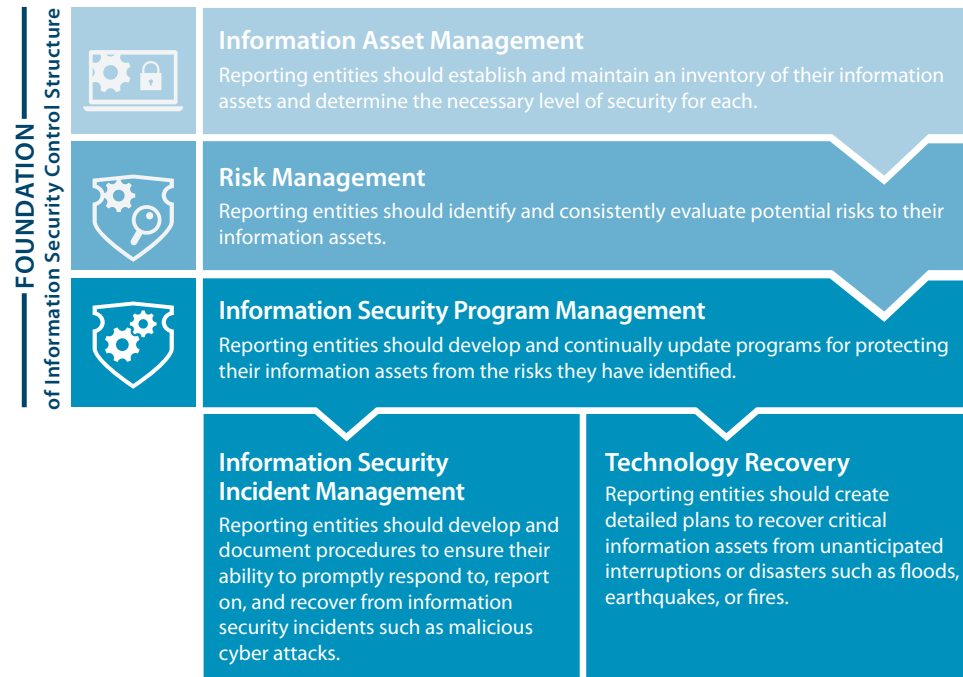 FOUNDATION
of Information Security Control Structure
Information Asset Management
Reporting entities should establish and maintain an inventory of their information
assets and determine the necessary level of security for each.
Risk Management
Reporting entities should identify and consistently evaluate potential risks to their
information assets.
Information Security Program Management
Reporting entities should develop and continually update programs for protecting
their information assets from the risks they have identified.
Information Security
Incident Management
Reporting entities should develop and
document procedures to ensure their
ability to promptly respond to, report
on, and recover from information
security incidents such as malicious
cyber attacks.
Technology Recovery
Reporting entities should create
detailed plans to recover critical
information assets from unanticipated
interruptions or disasters such as floods,
earthquakes, or fires.